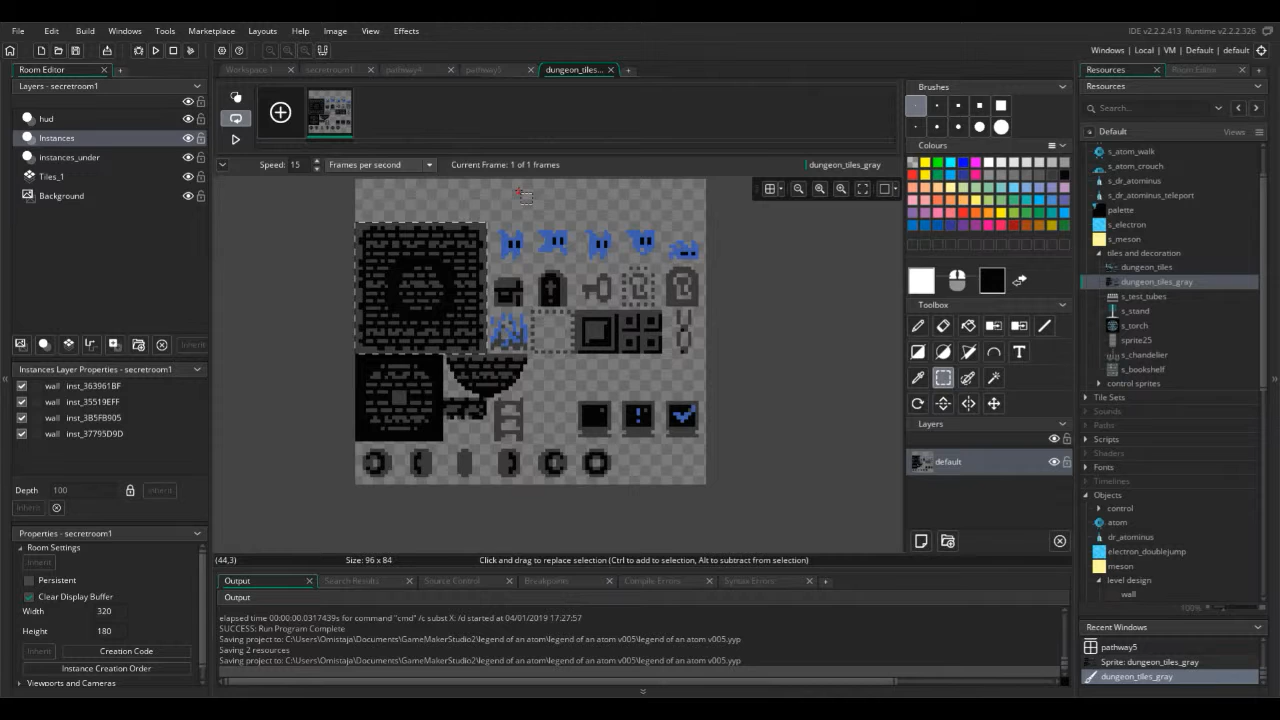 File Edit Build Windows Tools Marketplace Layouts Help Image View Effects
IDE v2.2.2.413 Runtime v2.2.2.326
Windows | Local | VM | Default | default
Room Editor
Workspace 1 secretroom1 pathway4 pathway5 dungeon_tiles...
Resources Room Editor
Layers - secretroom1
hud
Instances
instances_under
Tiles_1
Background
Inherit
Instances Layer Properties - secretroom1
wall inst_363961BF
wall inst_35519EFF
wall inst_3B5FB905
wall inst_37795D9D
Depth 100 Inherit
Inherit
Properties - secretroom1
Room Settings
Inherit
Persistent
Clear Display Buffer
Width 320
Height 180
Inherit Creation Code
Instance Creation Order
Viewports and Cameras
Speed: 15 Frames per second Current Frame: 1 of 1 frames dungeon_tiles_gray
(44,3) Size: 96 x 84 Click and drag to replace selection (Ctrl to add to selection, Alt to subtract from selection)
Output Search Results Source Control Breakpoints Compile Errors Syntax Errors
Output
elapsed time 00:00:00.0317439s for command "cmd" /c subst X: /d started at 04/01/2019 17:27:57
SUCCESS: Run Program Complete
Saving project to: C:\Users\Omistaja\Documents\GameMakerStudio2\legend of an atom v005\legend of an atom v005.yyp
Saving 2 resources
Saving project to: C:\Users\Omistaja\Documents\GameMakerStudio2\legend of an atom v005\legend of an atom v005.yyp
Brushes
Colours
Toolbox
T
Layers
default
Resources
Search...
Default Views
s_atom_walk
s_atom_crouch
s_dr_atominus
s_dr_atominus_teleport
palette
s_electron
s_meson
tiles and decoration
dungeon_tiles
dungeon_tiles_gray
s_test_tubes
s_stand
s_torch
sprite25
s_chandelier
s_bookshelf
control sprites
Tile Sets
Sounds
Paths
Scripts
Shaders
Fonts
Timelines
Objects
control
atom
dr_atominus
electron_doublejump
meson
level design
wall
100%
Recent Windows
pathway5
Sprite: dungeon_tiles_gray
dungeon_tiles_gray